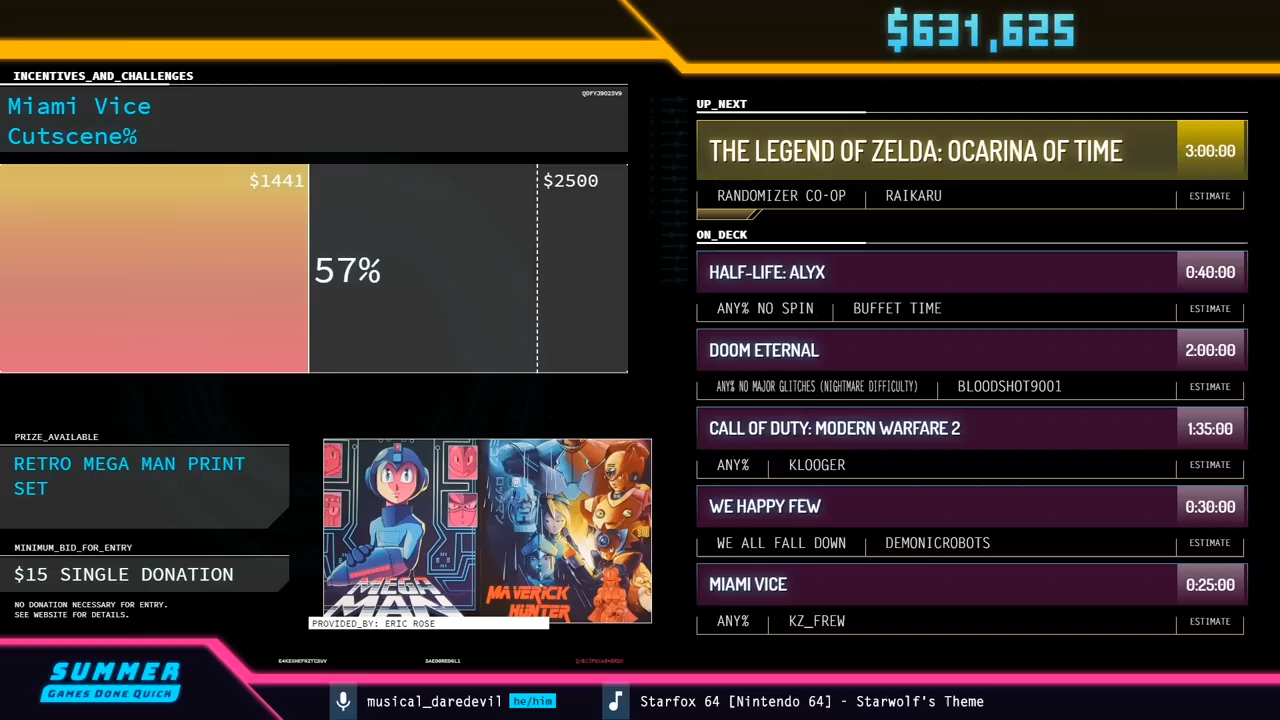 $631,625
INCENTIVES_AND_CHALLENGES
Miami Vice
Cutscene%
$1441
$2500
57%
PRIZE_AVAILABLE
RETRO MEGA MAN PRINT
SET
MINIMUM_BID_FOR_ENTRY
$15 SINGLE DONATION
NO DONATION NECESSARY FOR ENTRY.
SEE WEBSITE FOR DETAILS.
MEGA
MAN
MAVERICK
HUNTER
PROVIDED_BY: ERIC ROSE
UP_NEXT
THE LEGEND OF ZELDA: OCARINA OF TIME 3:00:00
RANDOMIZER CO-OP RAIKARU ESTIMATE
ON_DECK
HALF-LIFE: ALYX 0:40:00
ANY% NO SPIN BUFFET TIME ESTIMATE
DOOM ETERNAL 2:00:00
ANY% NO MAJOR GLITCHES (NIGHTMARE DIFFICULTY) BLOODSHOT9001 ESTIMATE
CALL OF DUTY: MODERN WARFARE 2 1:35:00
ANY% KLOOGER ESTIMATE
WE HAPPY FEW 0:30:00
WE ALL FALL DOWN DEMONICROBOTS ESTIMATE
MIAMI VICE 0:25:00
ANY% KZ_FREW ESTIMATE
SUMMER
GAMES DONE QUICK
musical_daredevil he/him
Starfox 64 [Nintendo 64] - Starwolf's Theme